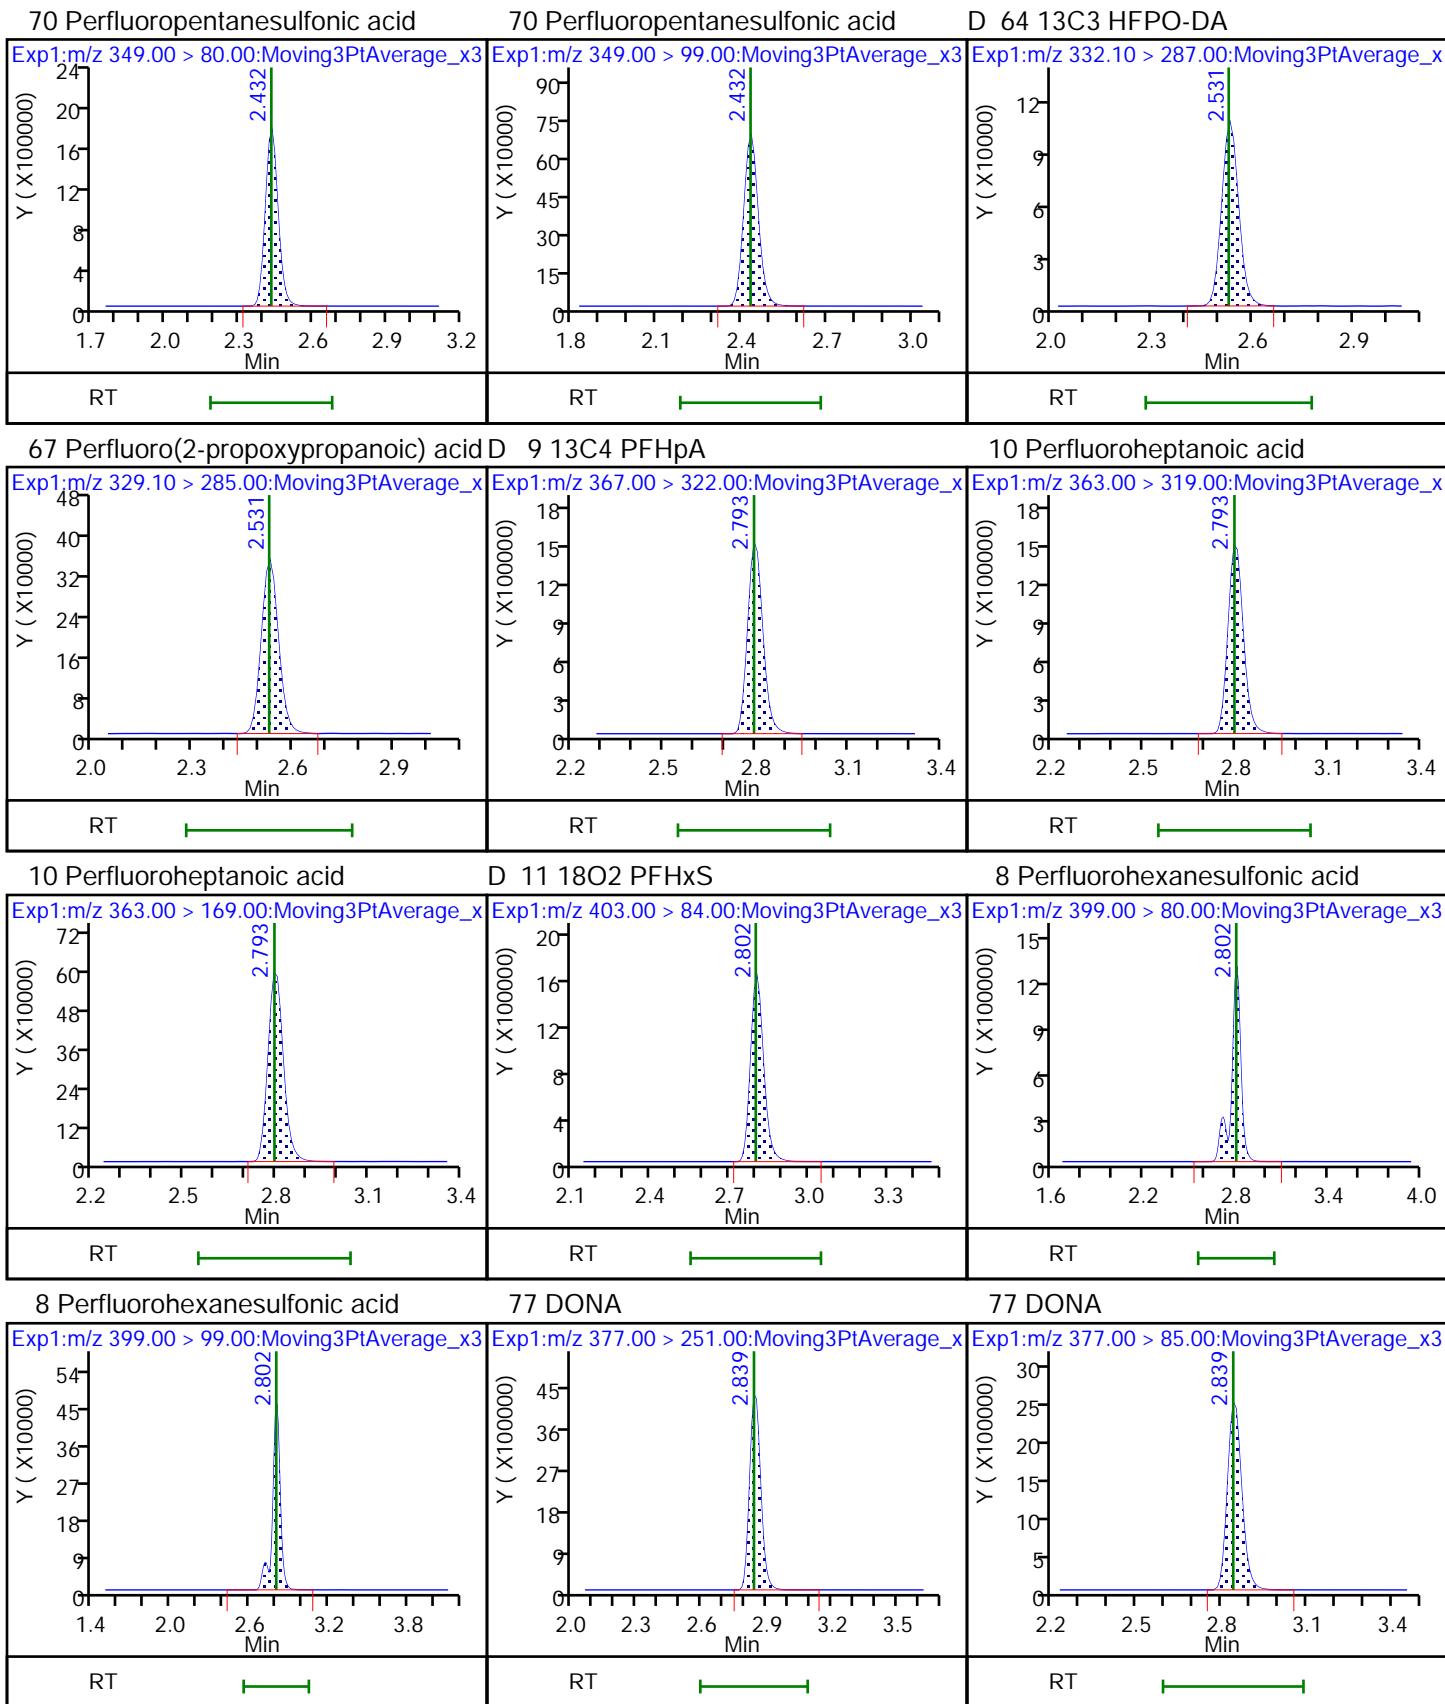 70 Perfluoropentanesulfonic acid
Exp1:m/z 349.00 > 80.00:Moving3PtAverage_x3
Y ( X100000)
24
20
16
12
8
4
0
2.432
1.7 2.0 2.3 2.6 2.9 3.2
Min
RT
70 Perfluoropentanesulfonic acid
Exp1:m/z 349.00 > 99.00:Moving3PtAverage_x3
Y ( X10000)
90
75
60
45
30
15
0
2.432
1.8 2.1 2.4 2.7 3.0
Min
RT
D 64 13C3 HFPO-DA
Exp1:m/z 332.10 > 287.00:Moving3PtAverage_x
Y ( X10000)
12
9
6
3
0
2.531
2.0 2.3 2.6 2.9
Min
RT
67 Perfluoro(2-propoxypropanoic) acid
Exp1:m/z 329.10 > 285.00:Moving3PtAverage_x
Y ( X10000)
48
40
32
24
16
8
0
2.531
2.0 2.3 2.6 2.9
Min
RT
D 9 13C4 PFHpA
Exp1:m/z 367.00 > 322.00:Moving3PtAverage_x
Y ( X100000)
18
15
12
9
6
3
0
2.793
2.2 2.5 2.8 3.1 3.4
Min
RT
10 Perfluoroheptanoic acid
Exp1:m/z 363.00 > 319.00:Moving3PtAverage_x
Y ( X100000)
18
15
12
9
6
3
0
2.793
2.2 2.5 2.8 3.1 3.4
Min
RT
10 Perfluoroheptanoic acid
Exp1:m/z 363.00 > 169.00:Moving3PtAverage_x
Y ( X10000)
72
60
48
36
24
12
0
2.793
2.2 2.5 2.8 3.1 3.4
Min
RT
D 11 18O2 PFHxS
Exp1:m/z 403.00 > 84.00:Moving3PtAverage_x3
Y ( X100000)
20
16
12
8
4
0
2.802
2.1 2.4 2.7 3.0 3.3
Min
RT
8 Perfluorohexanesulfonic acid
Exp1:m/z 399.00 > 80.00:Moving3PtAverage_x3
Y ( X100000)
15
12
9
6
3
0
2.802
1.6 2.2 2.8 3.4 4.0
Min
RT
8 Perfluorohexanesulfonic acid
Exp1:m/z 399.00 > 99.00:Moving3PtAverage_x3
Y ( X10000)
54
45
36
27
18
9
0
2.802
1.4 2.0 2.6 3.2 3.8
Min
RT
77 DONA
Exp1:m/z 377.00 > 251.00:Moving3PtAverage_x
Y ( X100000)
45
36
27
18
9
0
2.839
2.0 2.3 2.6 2.9 3.2 3.5
Min
RT
77 DONA
Exp1:m/z 377.00 > 85.00:Moving3PtAverage_x3
Y ( X100000)
30
25
20
15
10
5
0
2.839
2.2 2.5 2.8 3.1 3.4
Min
RT